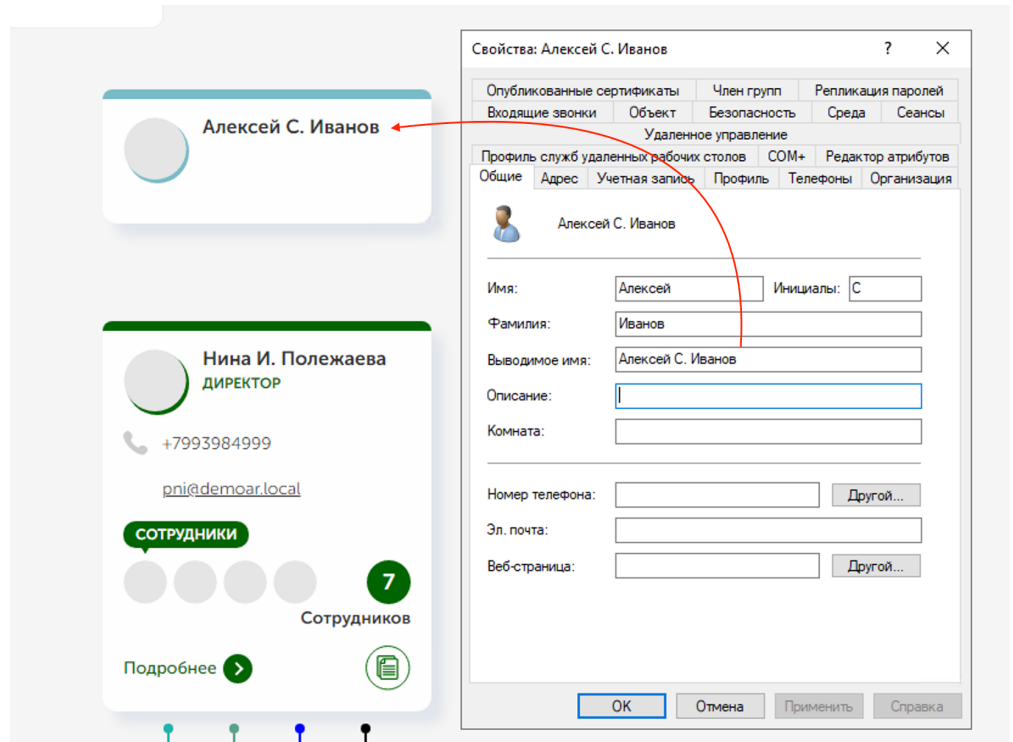 Алексей С. Иванов
Нина И. Полежаева
ДИРЕКТОР
+7993984999
pni@demoar.local
СОТРУДНИКИ
7
Сотрудников
Подробнее
Свойства: Алексей С. Иванов
?
Опубликованные сертификаты Член групп Репликация паролей
Входящие звонки Объект Безопасность Среда Сеансы
Удаленное управление
Профиль служб удаленных рабочих столов COM+ Редактор атрибутов
Общие Адрес Учетная запись Профиль Телефоны Организация
Алексей С. Иванов
Имя: Алексей Инициалы: С
Фамилия: Иванов
Выводимое имя: Алексей С. Иванов
Описание:
Комната:
Номер телефона: Другой...
Эл. почта:
Веб-страница: Другой...
OK Отмена Применить Справка